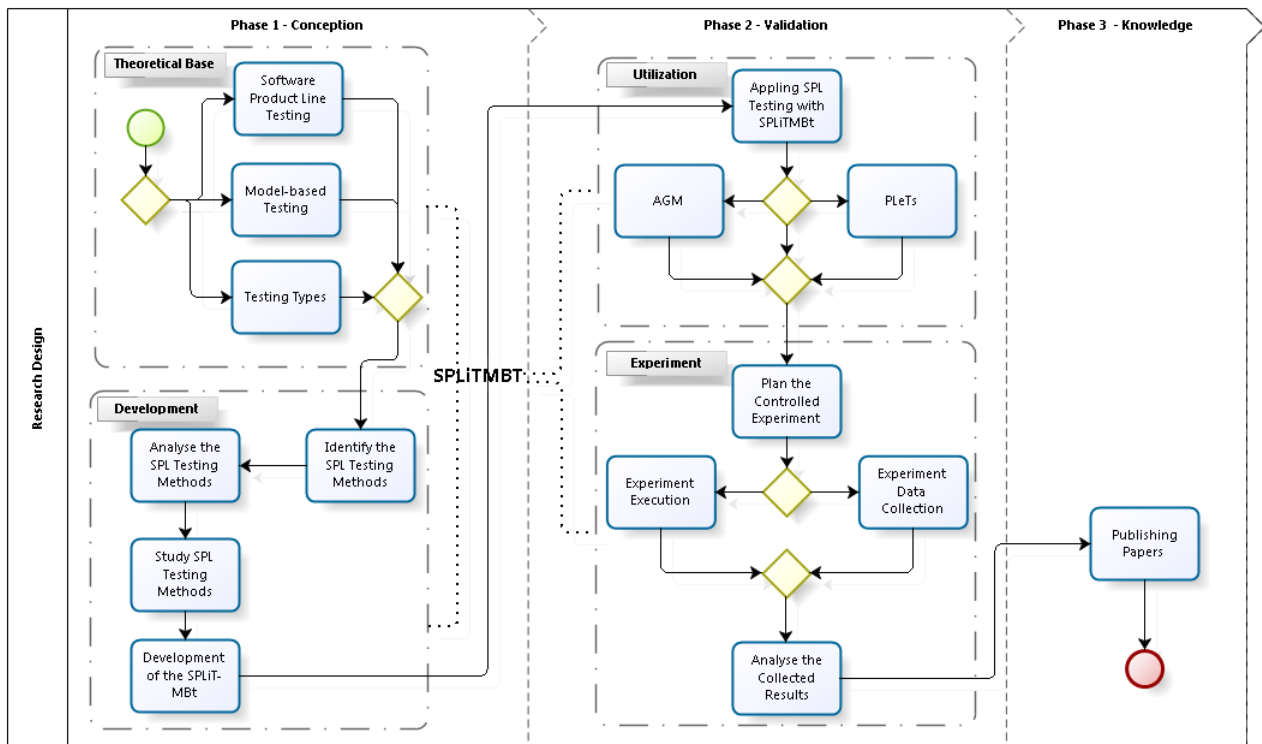 Phase 1 - Conception
Phase 2 - Validation
Phase 3 - Knowledge
Research Design
Theoretical Base
Software
Product Line
Testing
Model-based
Testing
Testing Types
Development
Analyse the
SPL Testing
Methods
Identify the
SPL Testing
Methods
Study SPL
Testing
Methods
Development
of the SPLiT-
MBt
SPLiTMBT
Utilization
Appling SPL
Testing with
SPLiTMBt
AGM
PLeTs
Experiment
Plan the
Controlled
Experiment
Experiment
Execution
Experiment
Data
Collection
Analyse the
Collected
Results
Publishing
Papers